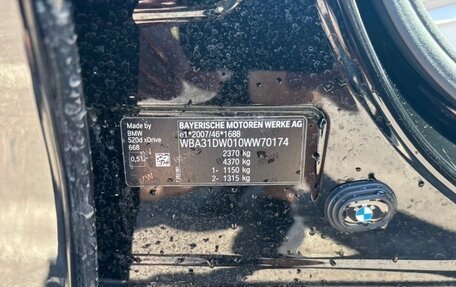 Made by
BMW
520d xDrive
668
0,51
BAYERISCHE MOTOREN WERKE AG
e1*2007/46*1688
WBA31DW010WW70174
2370 kg
4370 kg
1- 1150 kg
2- 1315 kg